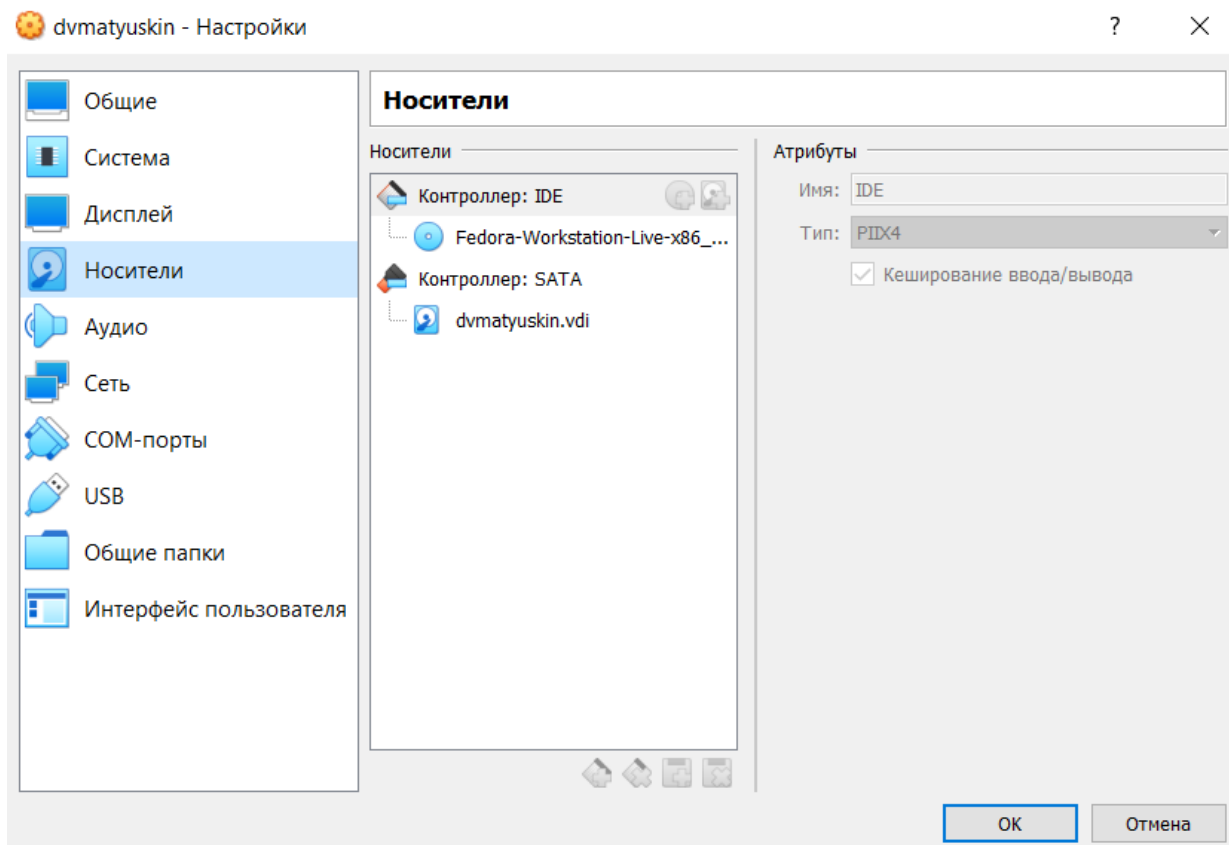 dvmatyuskin - Настройки
?
Общие
Система
Дисплей
Носители
Аудио
Сеть
COM-порты
USB
Общие папки
Интерфейс пользователя
Носители
Носители
Контроллер: IDE
Fedora-Workstation-Live-x86_...
Контроллер: SATA
dvmatyuskin.vdi
Атрибуты
Имя: IDE
Тип: PIIX4
Кеширование ввода/вывода
OK
Отмена